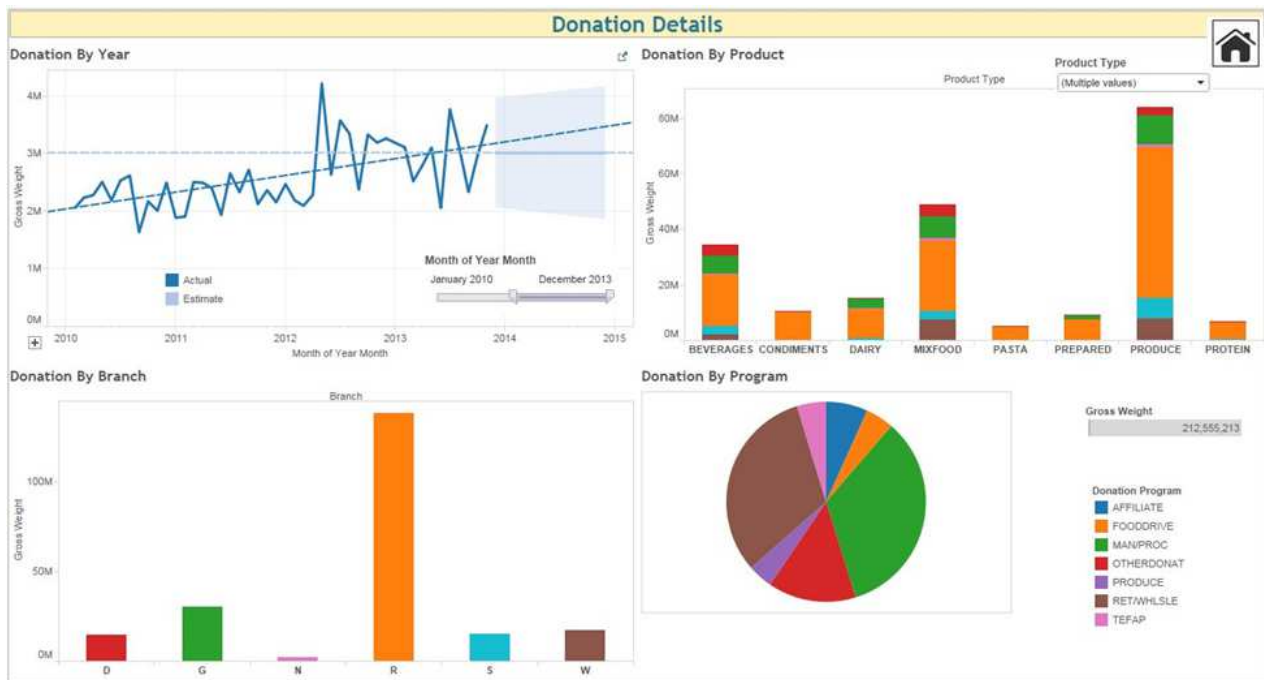 Donation Details
Donation By Year
4M
3M
2M
1M
0M
Gross Weight
Actual
Estimate
Month of Year Month
January 2010 December 2013
2010 2011 2012 2013 2014 2015
Month of Year Month
Donation By Product
Product Type
Product Type
(Multiple values)
80M
60M
40M
20M
0M
Gross Weight
BEVERAGES CONDIMENTS DAIRY MIXFOOD PASTA PREPARED PRODUCE PROTEIN
Donation By Branch
Branch
100M
50M
0M
Gross Weight
D G N R S W
Donation By Program
Gross Weight
212,555,213
Donation Program
AFFILIATE
FOODDRIVE
MAN/PROC
OTHERDONAT
PRODUCE
RET/WHLSLE
TEFAP